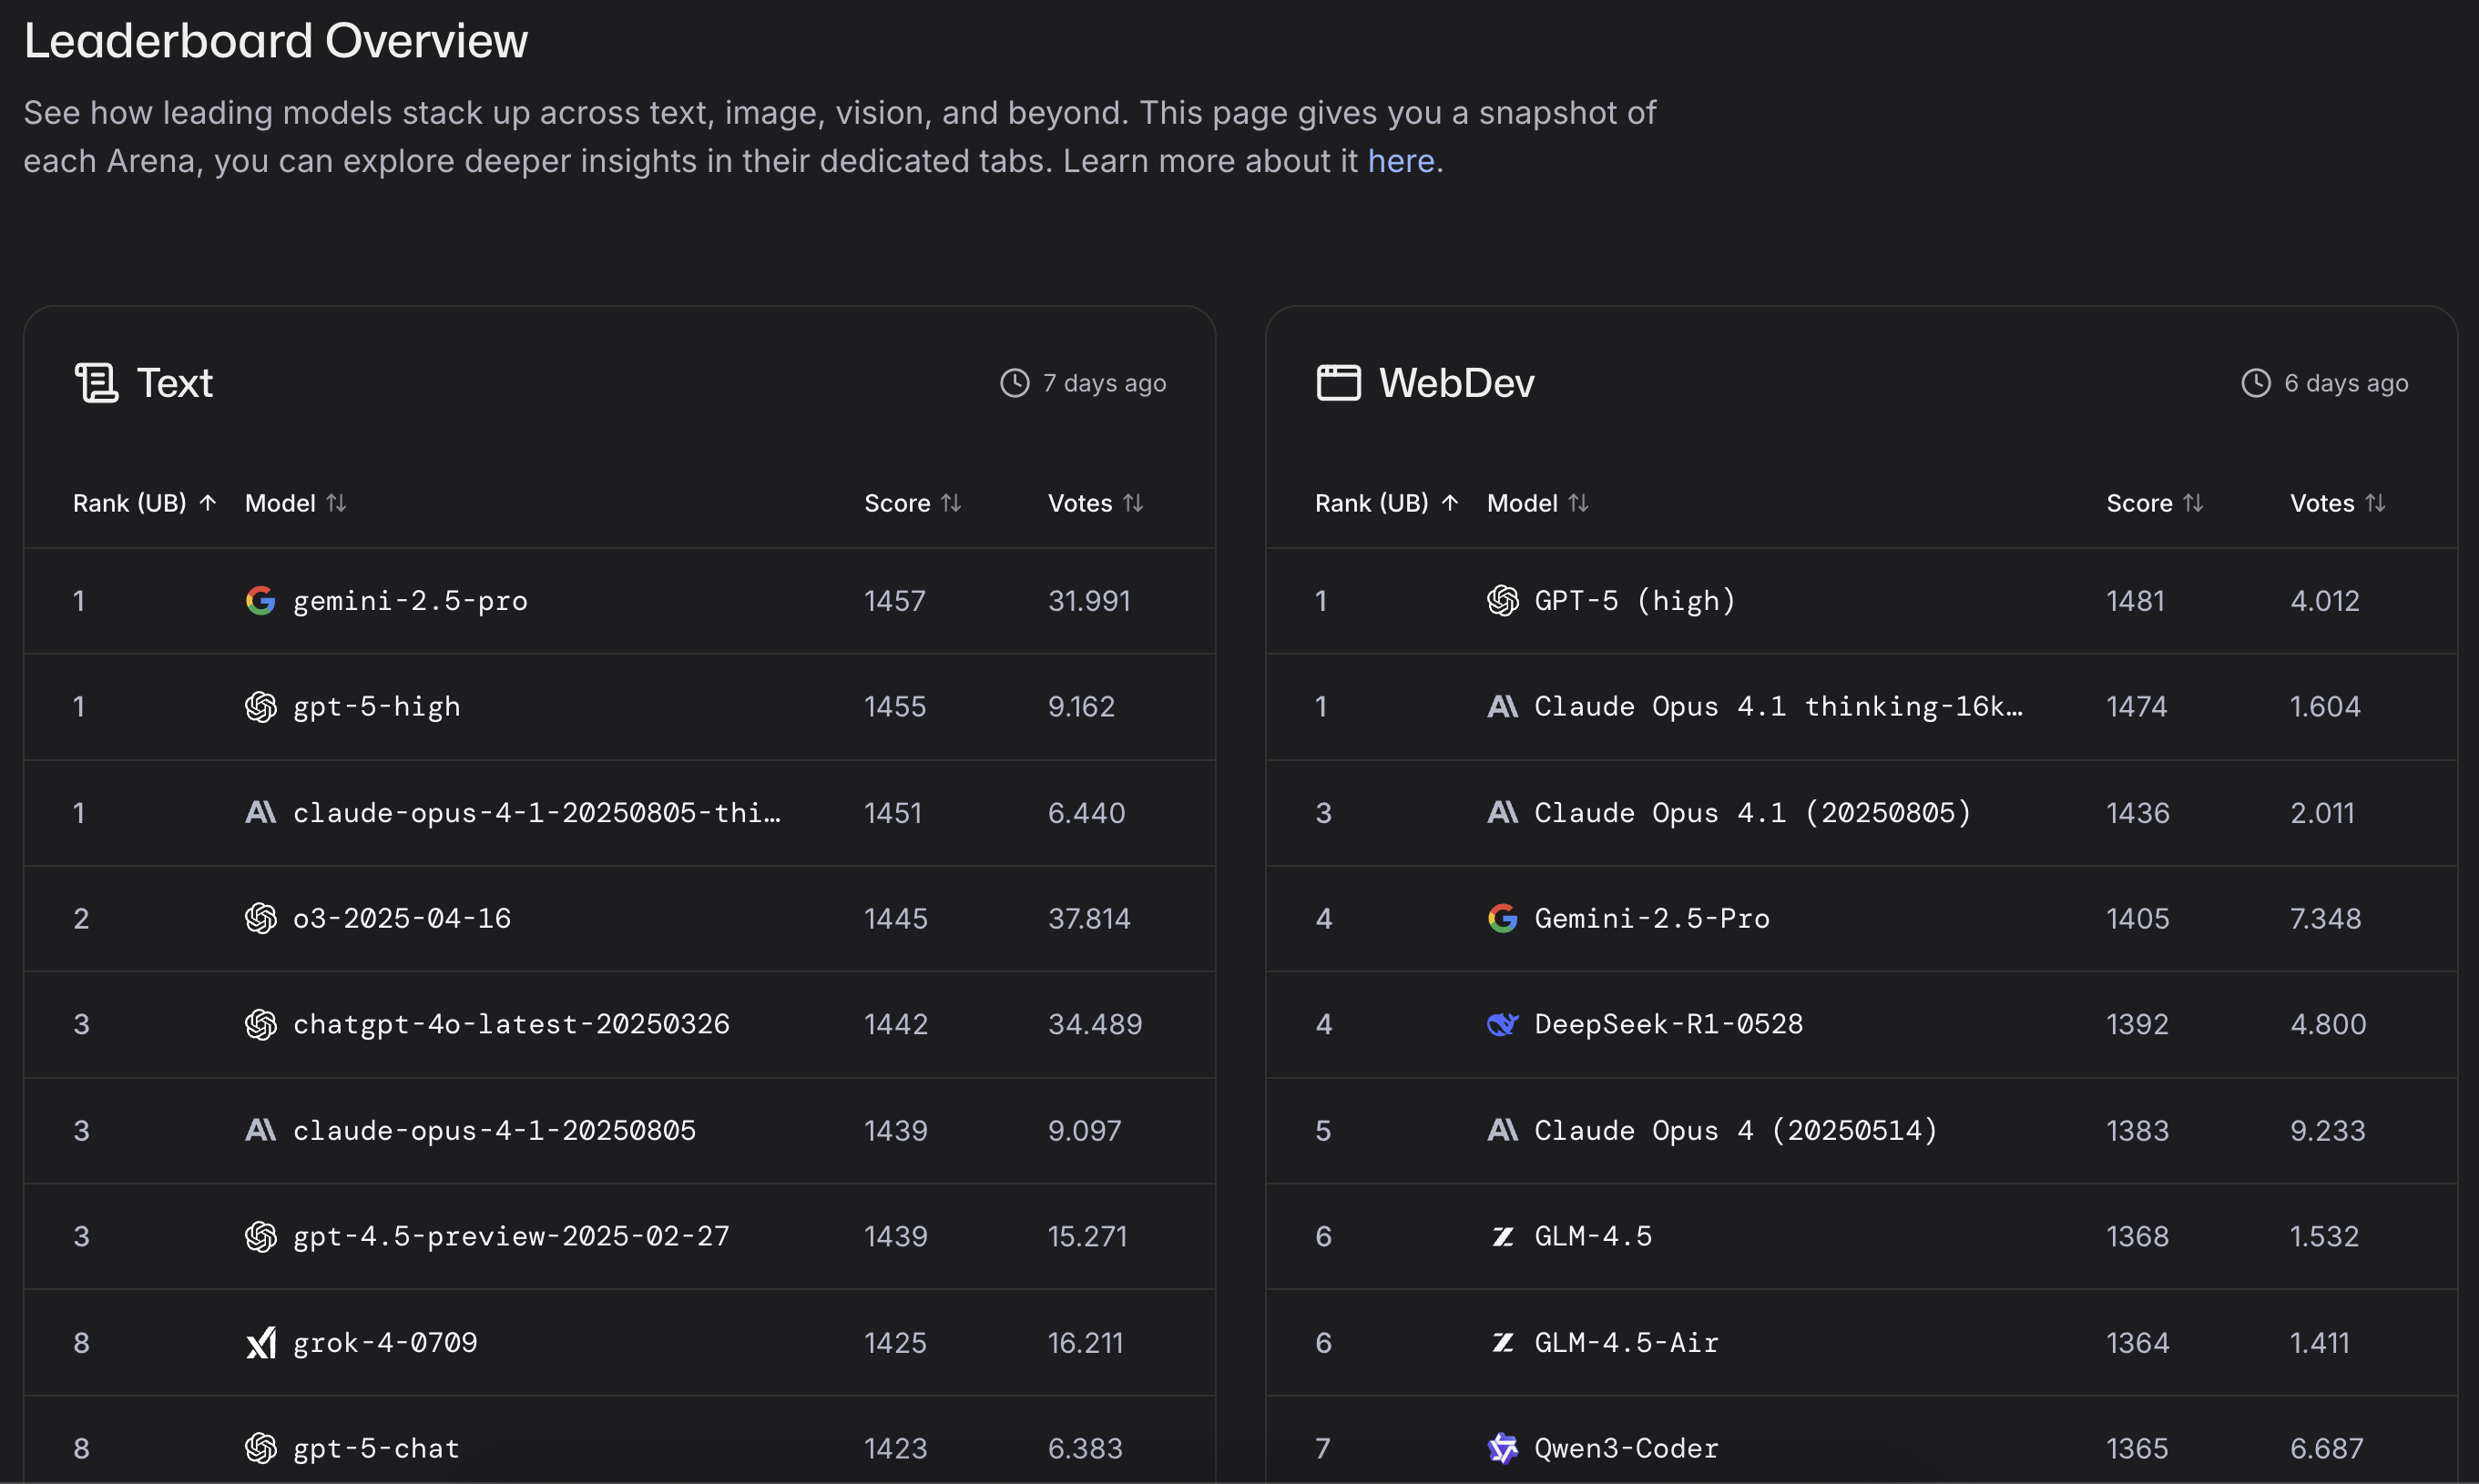 Leaderboard Overview
See how leading models stack up across text, image, vision, and beyond. This page gives you a snapshot of
each Arena, you can explore deeper insights in their dedicated tabs. Learn more about it here.
Text 7 days ago
Rank (UB) Model Score Votes
1 gemini-2.5-pro 1457 31.991
1 gpt-5-high 1455 9.162
1 claude-opus-4-1-20250805-thi… 1451 6.440
2 o3-2025-04-16 1445 37.814
3 chatgpt-4o-latest-20250326 1442 34.489
3 claude-opus-4-1-20250805 1439 9.097
3 gpt-4.5-preview-2025-02-27 1439 15.271
8 grok-4-0709 1425 16.211
8 gpt-5-chat 1423 6.383
WebDev 6 days ago
Rank (UB) Model Score Votes
1 GPT-5 (high) 1481 4.012
1 Claude Opus 4.1 thinking-16k… 1474 1.604
3 Claude Opus 4.1 (20250805) 1436 2.011
4 Gemini-2.5-Pro 1405 7.348
4 DeepSeek-R1-0528 1392 4.800
5 Claude Opus 4 (20250514) 1383 9.233
6 GLM-4.5 1368 1.532
6 GLM-4.5-Air 1364 1.411
7 Qwen3-Coder 1365 6.687